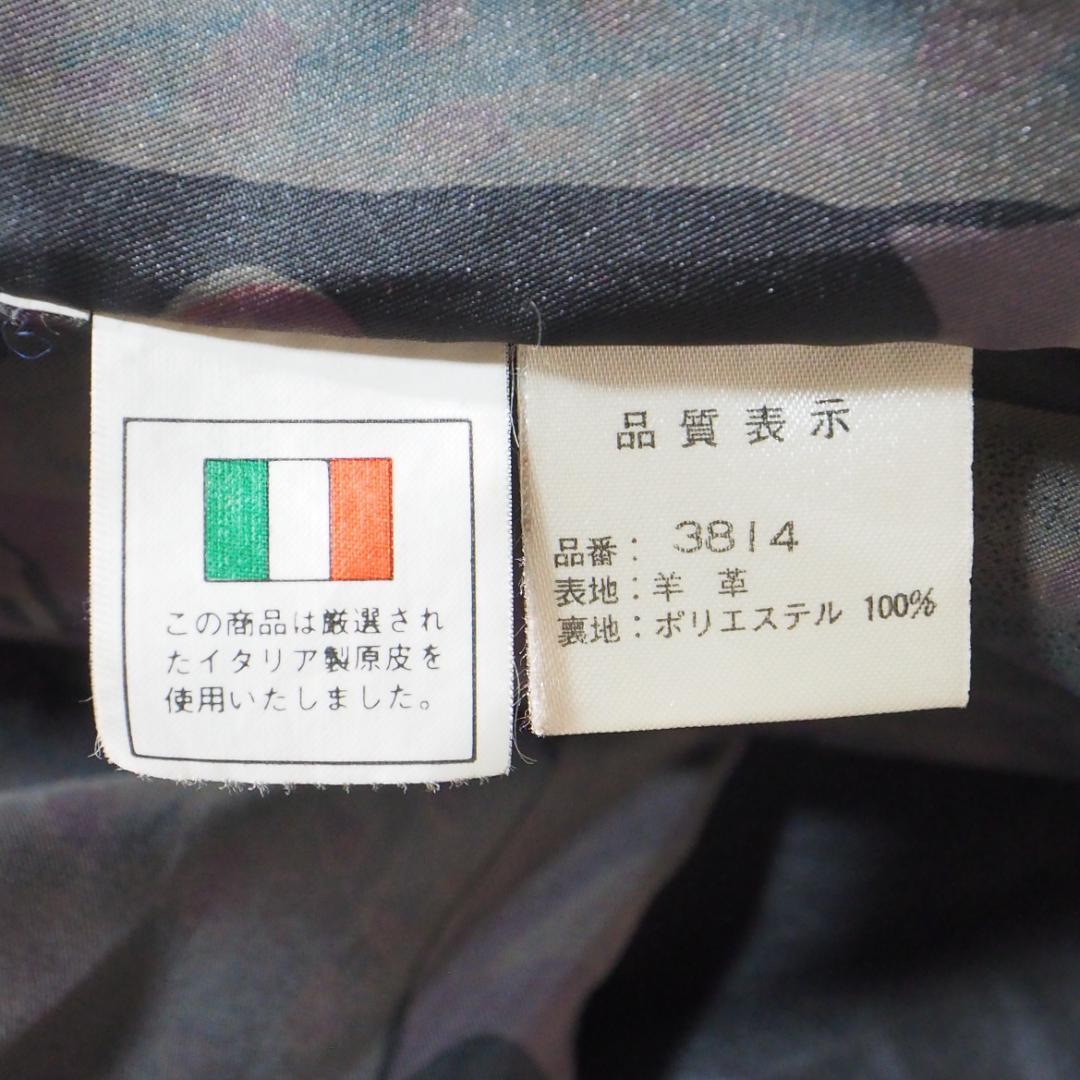 この商品は厳選され
たイタリア製原皮を
使用いたしました。
品質表示
品番: 3814
表地:羊 革
裏地:ポリエステル 100%